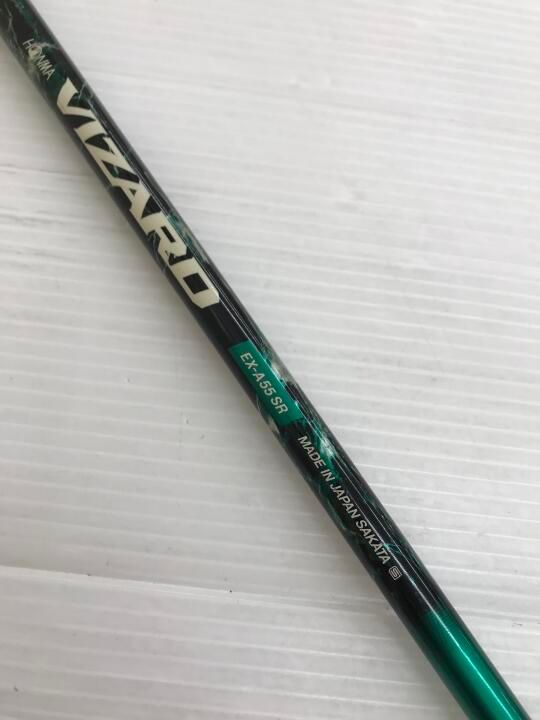 HONMA
VIZARD
EX-A55 SR
MADE IN JAPAN SAKATA